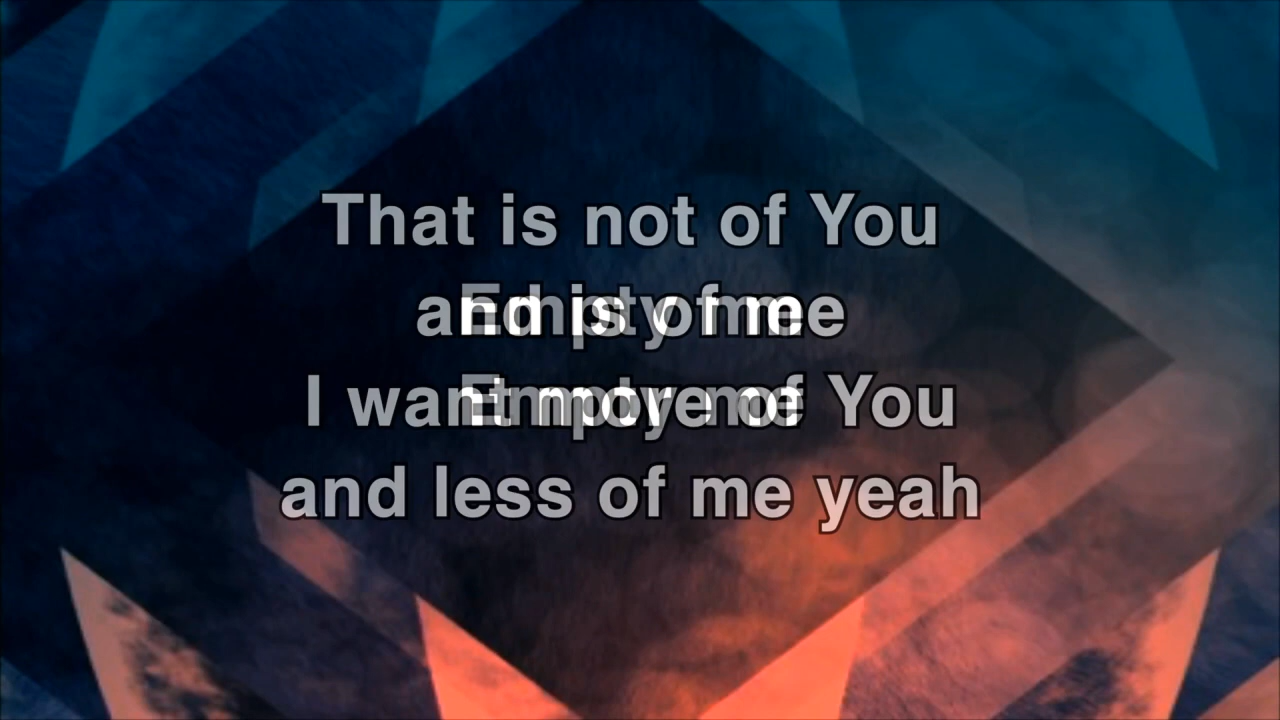 That is not of You
and is of me
Empty me
I want more of You
Empty me
and less of me yeah